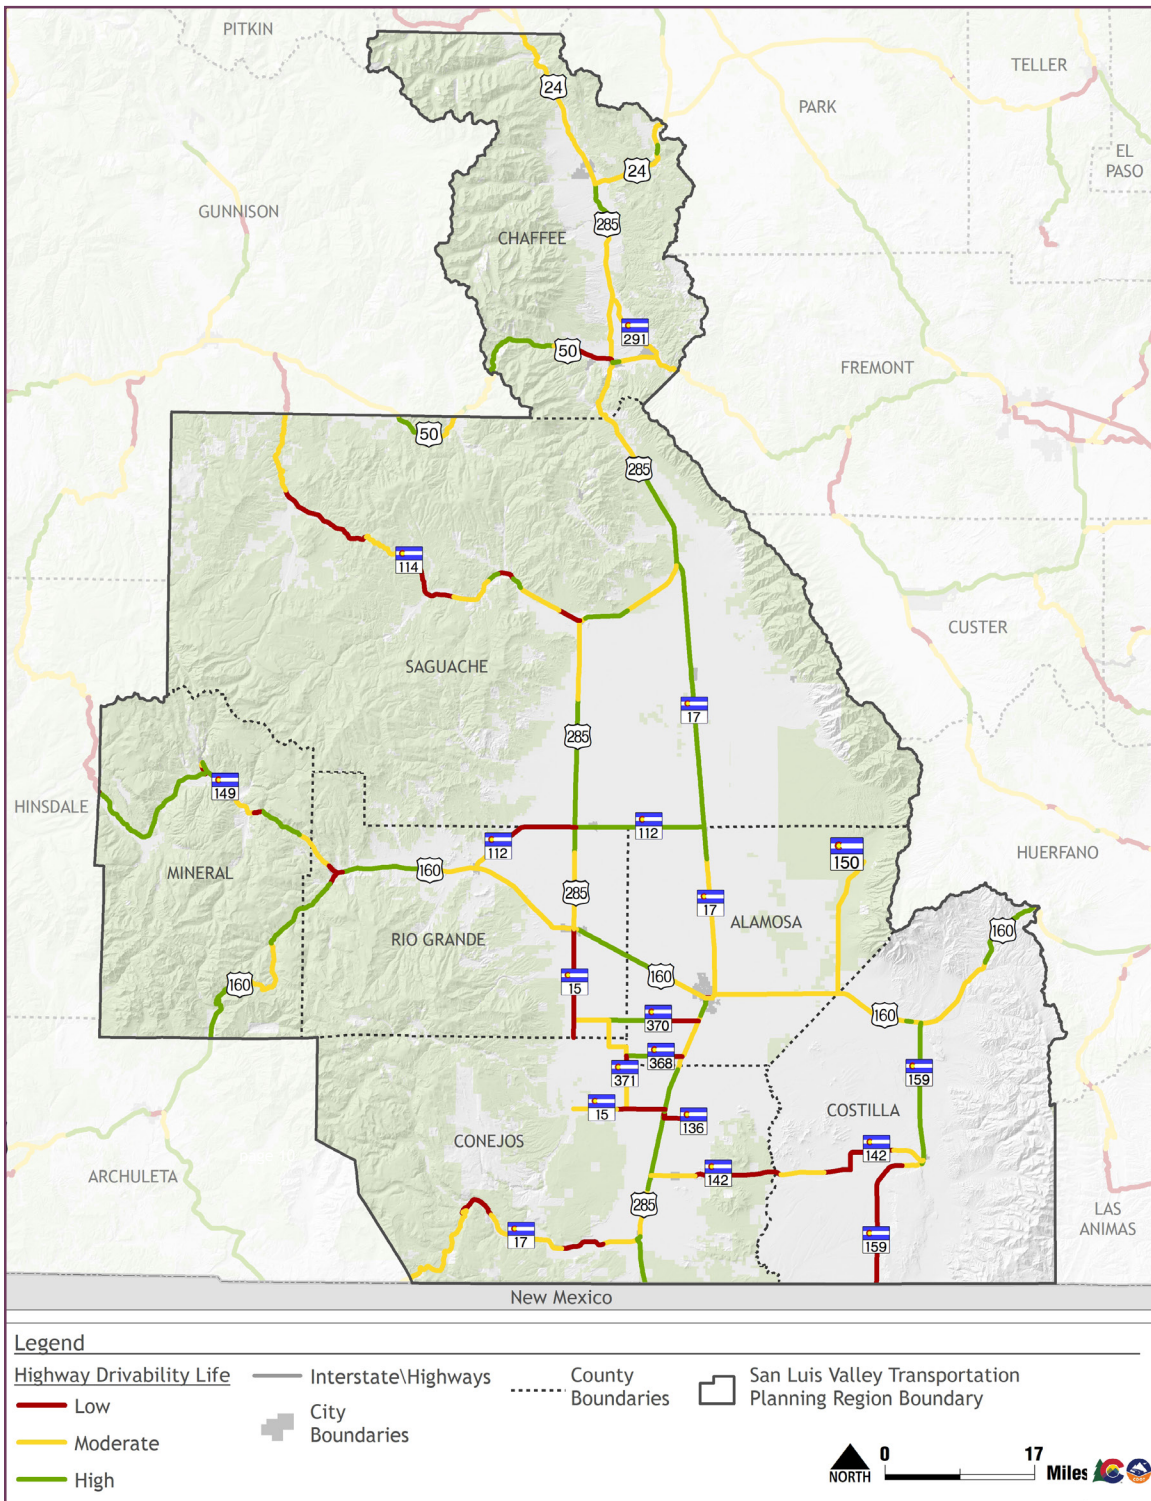 PITKIN
TELLER
24
PARK
EL
PASO
24
GUNNISON
285
CHAFFEE
291
50
FREMONT
50
285
114
CUSTER
SAGUACHE
17
285
149
HINSDALE
112
112
150
HUERFANO
160
MINERAL
285
17
ALAMOSA
160
RIO GRANDE
160
15
160
160
370
368
371
159
15
COSTILLA
136
CONEJOS
142
142
ARCHULETA
285
LAS
ANIMAS
17
159
New Mexico
Legend
Highway Drivability Life
Low
Moderate
High
Interstate\Highways
City
Boundaries
County
Boundaries
San Luis Valley Transportation
Planning Region Boundary
NORTH
0
17
Miles